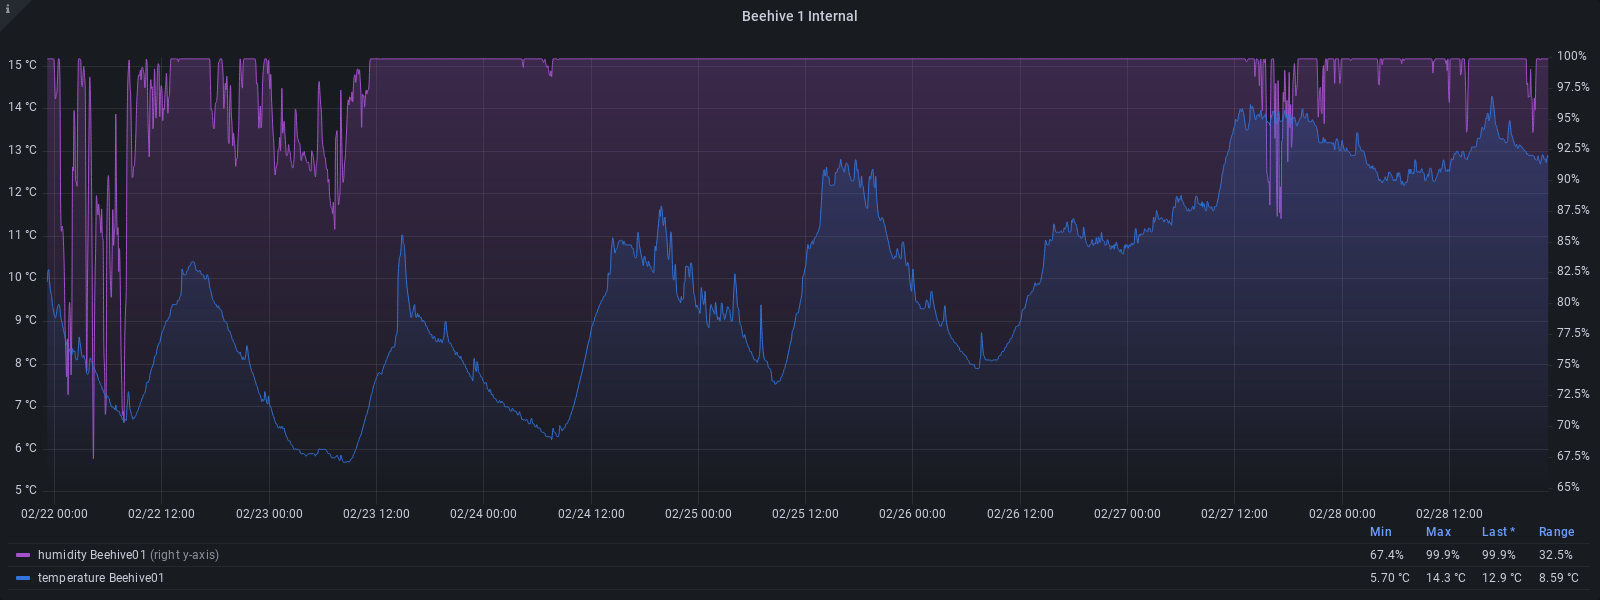 i
Beehive 1 Internal
15 °C
14 °C
13 °C
12 °C
11 °C
10 °C
9 °C
8 °C
7 °C
6 °C
5 °C
100%
97.5%
95%
92.5%
90%
87.5%
85%
82.5%
80%
77.5%
75%
72.5%
70%
67.5%
65%
02/22 00:00 02/22 12:00 02/23 00:00 02/23 12:00 02/24 00:00 02/24 12:00 02/25 00:00 02/25 12:00 02/26 00:00 02/26 12:00 02/27 00:00 02/27 12:00 02/28 00:00 02/28 12:00
Min Max Last * Range
humidity Beehive01 (right y-axis) 67.4% 99.9% 99.9% 32.5%
temperature Beehive01 5.70 °C 14.3 °C 12.9 °C 8.59 °C